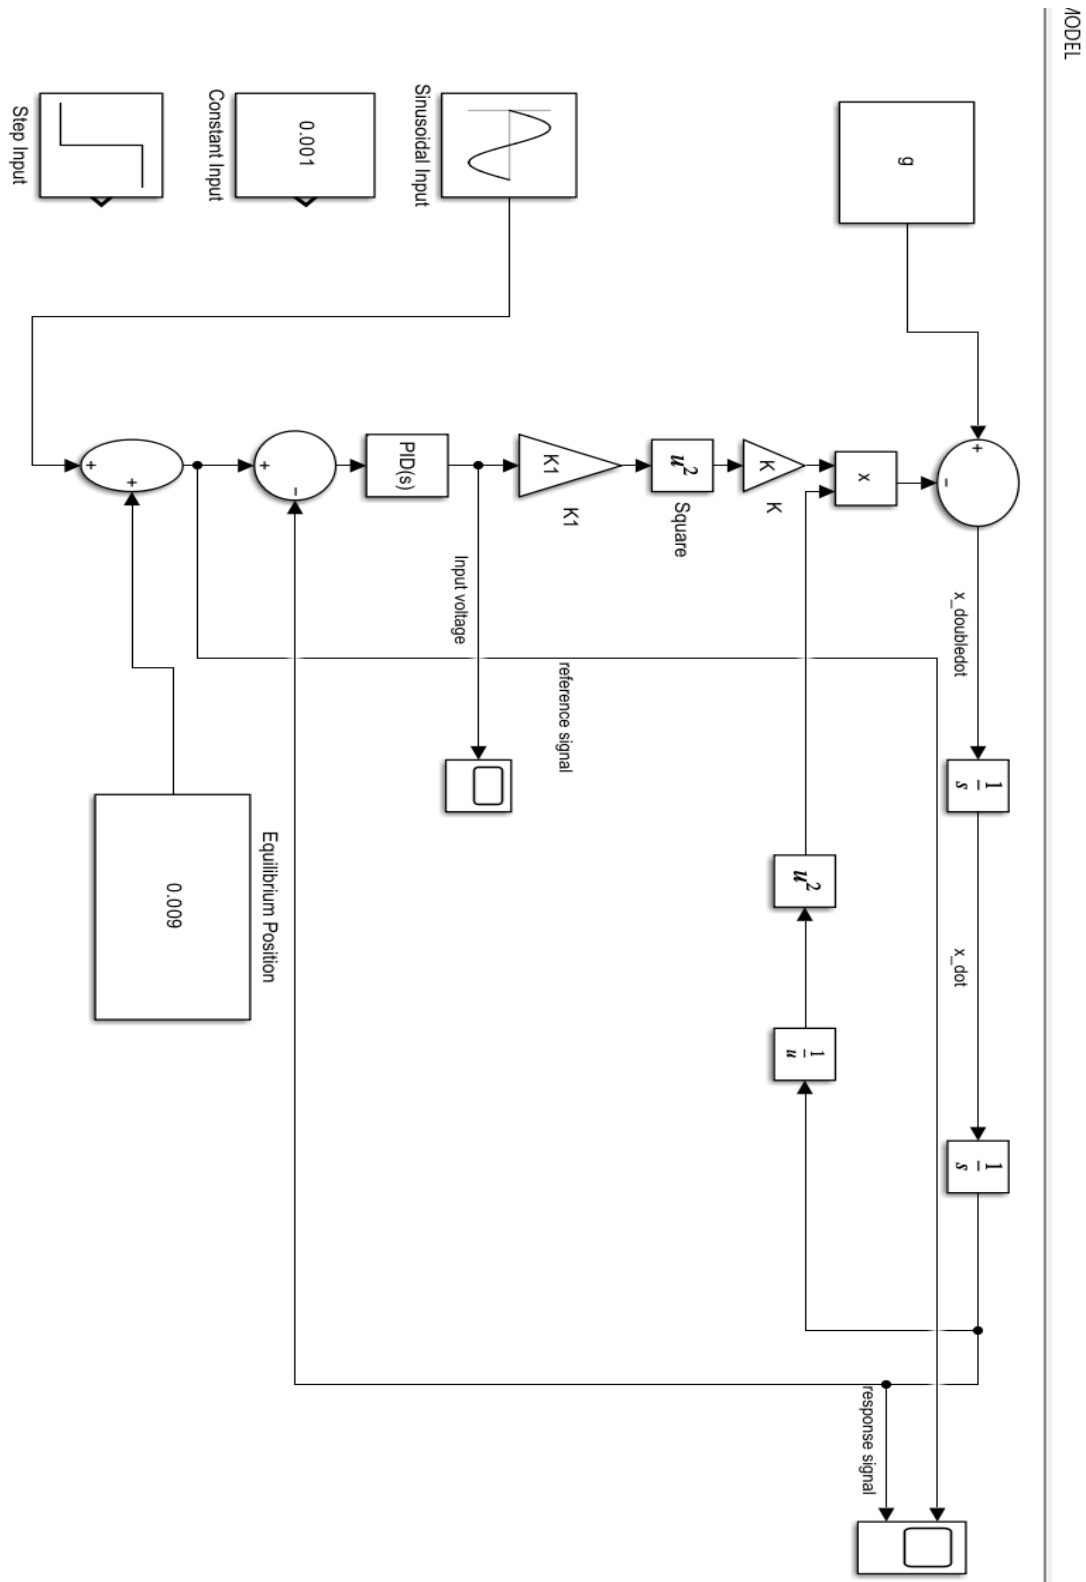 MODEL
g
+
−
x_doubledot
1
s
x_dot
1
s
response signal
x
K
K
u²
1
u
u²
Square
K1
K1
reference signal
Input voltage
PID(s)
Sinusoidal Input
+
−
0.001
Constant Input
Equilibrium Position
0.009
+
+
Step Input